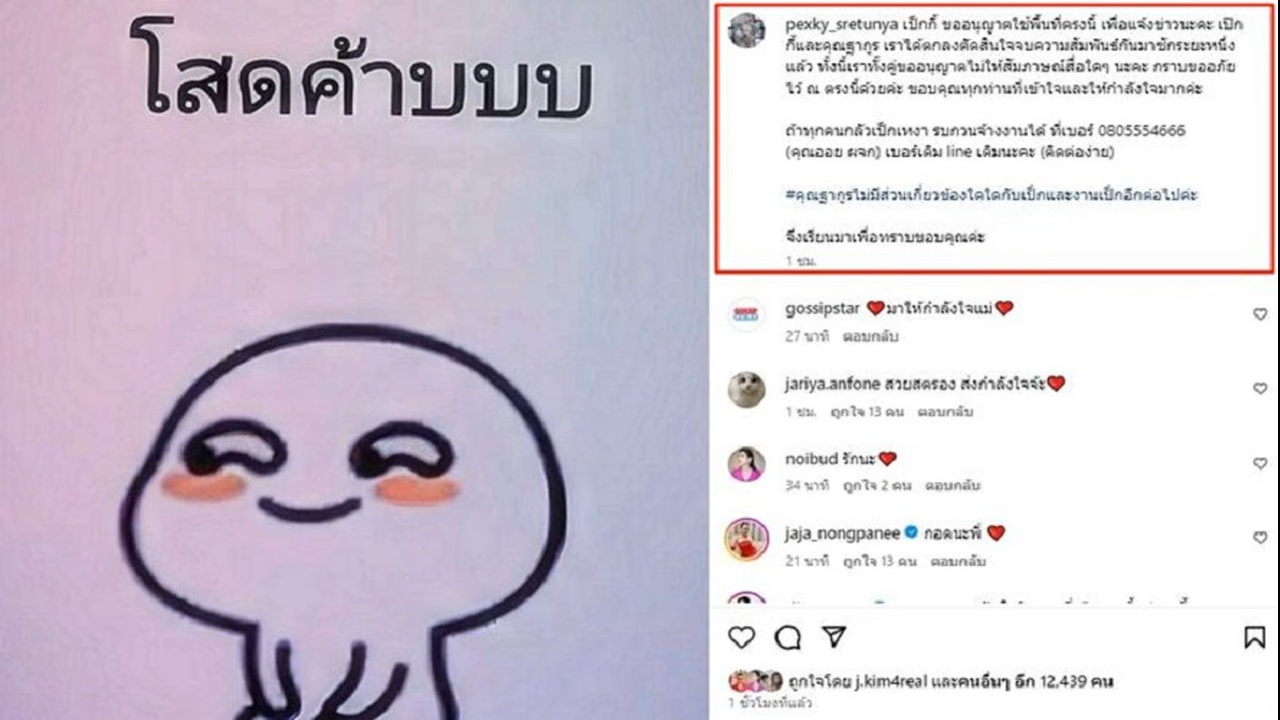 โสดค้าบบบ
pexky_sretunya เป็กกี้ ขออนุญาตใช้พื้นที่ตรงนี้ เพื่อแจ้งข่าวนะคะ เป๊ก
กี้และคุณฐากูร เราได้ตกลงตัดสินใจจบความสัมพันธ์กันมาซักระยะหนึ่ง
แล้ว ทั้งนี้เราทั้งคู่ขออนุญาตไม่ให้สัมภาษณ์สื่อใดๆ นะคะ กราบขออภัย
ไว้ ณ ตรงนี้ด้วยค่ะ ขอบคุณทุกท่านที่เข้าใจและให้กำลังใจมากค่ะ
ถ้าทุกคนกลัวเป็กเหงา รบกวนจ้างงานได้ ที่เบอร์ 0805554666
(คุณออย ผจก) เบอร์เดิม line เดิมนะคะ (ติดต่อง่าย)
#คุณฐากูรไม่มีส่วนเกี่ยวข้องใดใดกับเป็กและงานเป็กอีกต่อไปค่ะ
จึงเรียนมาเพื่อทราบขอบคุณค่ะ
1 ชม.
gossipstar ❤️มาให้กำลังใจแม่❤️
27 นาที ตอบกลับ
jariya.anfone สวยสตรอง ส่งกำลังใจจ้ะ❤️
1 ชม. ถูกใจ 13 คน ตอบกลับ
noibud รักนะ❤️
34 นาที ถูกใจ 2 คน ตอบกลับ
jaja_nongpanee กอดนะพี่ ❤️
21 นาที ถูกใจ 13 คน ตอบกลับ
ถูกใจโดย j.kim4real และคนอื่นๆ อีก 12,439 คน
1 ชั่วโมงที่แล้ว